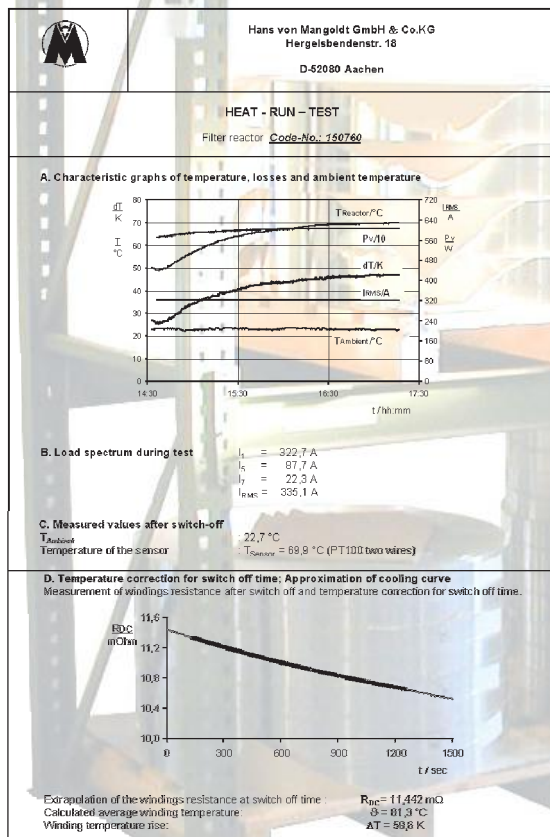 Hans von Mangoldt GmbH & Co.KG
Hergelsbendenstr. 18
D-52080 Aachen
HEAT - RUN – TEST
Filter reactor Code-No.: 150760
A. Characteristic graphs of temperature, losses and ambient temperature
dT
K
T
°C
80
70
60
50
40
30
20
10
0
720
640
560
480
400
320
240
160
80
0
IRMS
A
Pv
W
TReactor/°C
Pv/10
dT/K
IRMS/A
TAmbient/°C
14:30 15:30 16:30 17:30
t / hh:mm
B. Load spectrum during test
I1 = 322,7 A
I5 = 87,7 A
I7 = 22,3 A
IRMS = 335,1 A
C. Measured values after switch-off
TAmbient : 22,7 °C
Temperature of the sensor : TSensor = 69,9 °C (PT100 two wires)
D. Temperature correction for switch off time; Approximation of cooling curve
Measurement of windings resistance after switch off and temperature correction for switch off time.
RDC
mOhm
11,6
11,2
10,8
10,4
10,0
0 300 600 900 1200 1500
t / sec
Extrapolation of the windings resistance at switch off time : RDC = 11,442 mΩ
Calculated average winding temperature: ϑ = 81,3 °C
Winding temperature rise: ΔT = 58,6 K